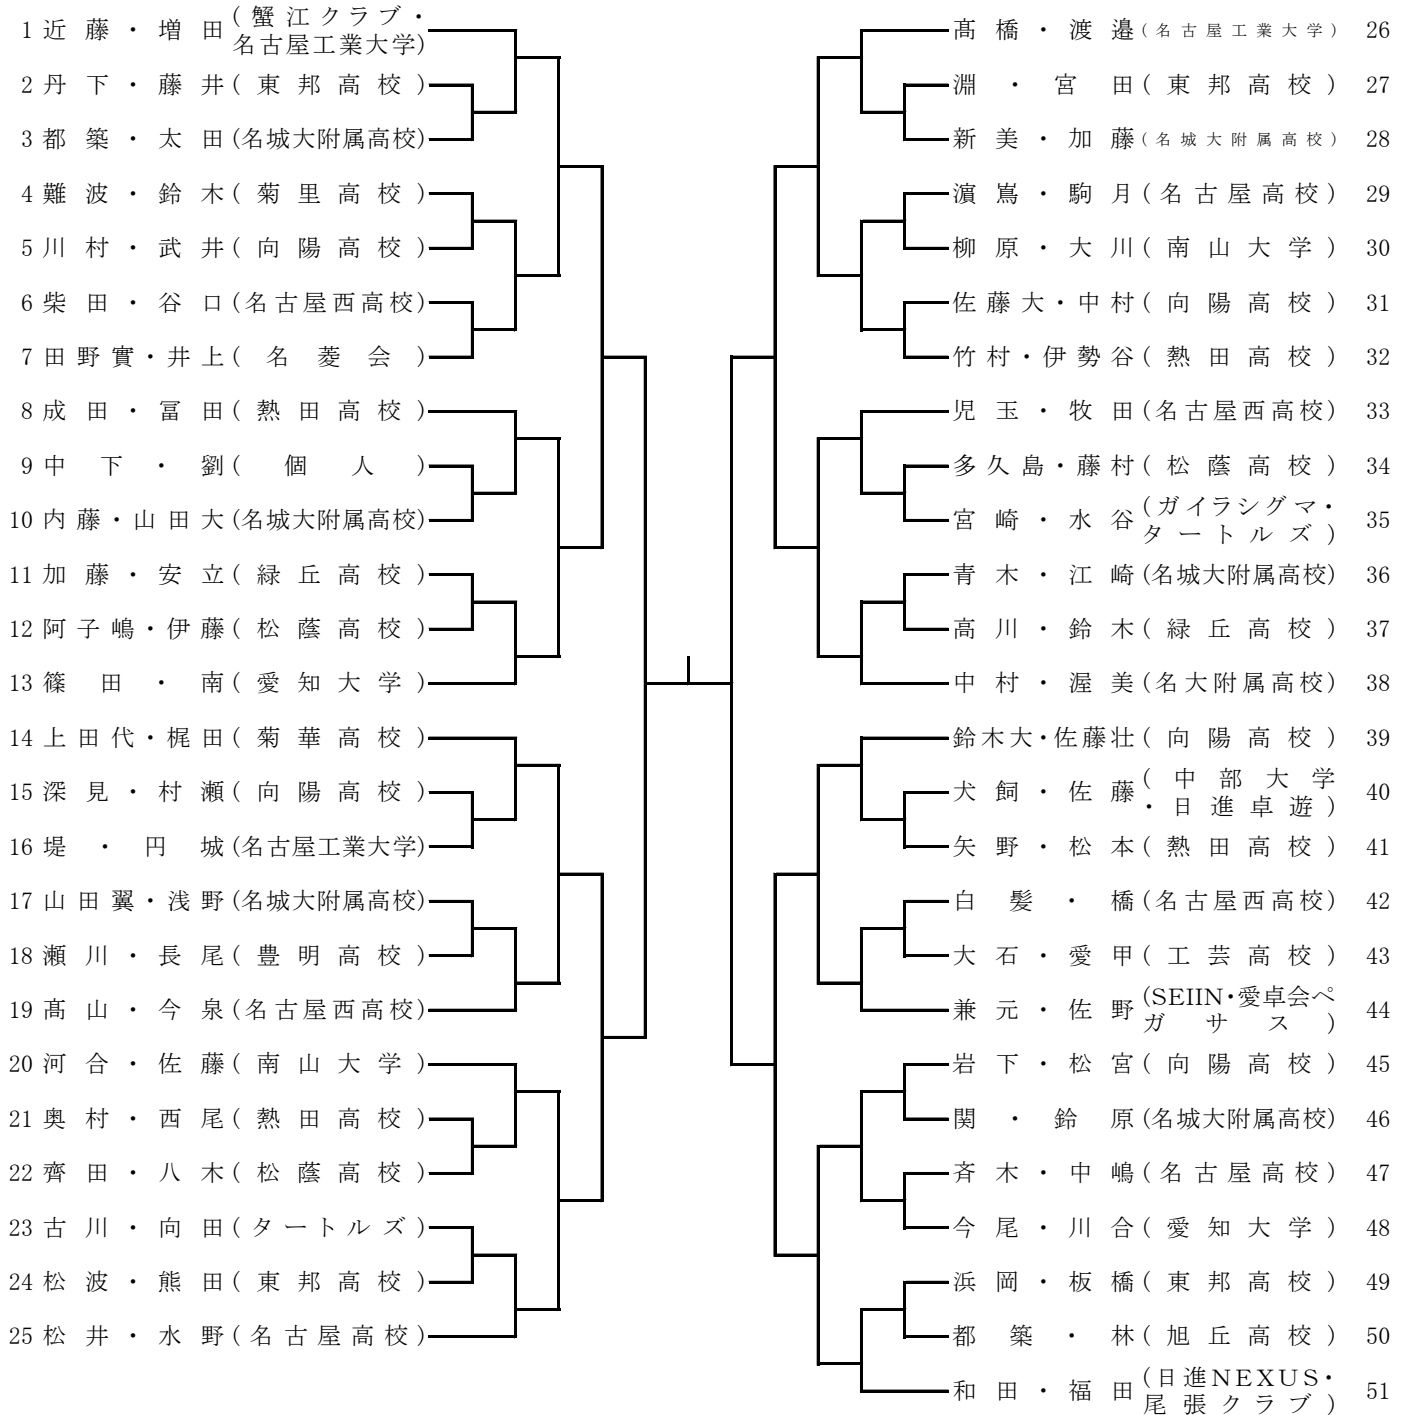 1 近藤・増田(蟹江クラブ・
名古屋工業大学)
2 丹下・藤井(東邦高校)
3 都築・太田(名城大附属高校)
4 難波・鈴木(菊里高校)
5 川村・武井(向陽高校)
6 柴田・谷口(名古屋西高校)
7 田野實・井上(名菱会)
8 成田・冨田(熱田高校)
9 中下・劉(個人)
10 内藤・山田大(名城大附属高校)
11 加藤・安立(緑丘高校)
12 阿子嶋・伊藤(松蔭高校)
13 篠田・南(愛知大学)
14 上田代・梶田(菊華高校)
15 深見・村瀬(向陽高校)
16 堤・円城(名古屋工業大学)
17 山田翼・浅野(名城大附属高校)
18 瀬川・長尾(豊明高校)
19 髙山・今泉(名古屋西高校)
20 河合・佐藤(南山大学)
21 奥村・西尾(熱田高校)
22 齊田・八木(松蔭高校)
23 古川・向田(タートルズ)
24 松波・熊田(東邦高校)
25 松井・水野(名古屋高校)
髙橋・渡邉(名古屋工業大学) 26
淵・宮田(東邦高校) 27
新美・加藤(名城大附属高校) 28
濵嶌・駒月(名古屋高校) 29
柳原・大川(南山大学) 30
佐藤大・中村(向陽高校) 31
竹村・伊勢谷(熱田高校) 32
児玉・牧田(名古屋西高校) 33
多久島・藤村(松蔭高校) 34
宮崎・水谷(ガイラシグマ・
タートルズ) 35
青木・江崎(名城大附属高校) 36
高川・鈴木(緑丘高校) 37
中村・渥美(名大附属高校) 38
鈴木大・佐藤壮(向陽高校) 39
犬飼・佐藤(中部大学
・日進卓遊) 40
矢野・松本(熱田高校) 41
白髪・橋(名古屋西高校) 42
大石・愛甲(工芸高校) 43
兼元・佐野(SEIIN・愛卓会ペ
ガサス) 44
岩下・松宮(向陽高校) 45
関・鈴原(名城大附属高校) 46
斉木・中嶋(名古屋高校) 47
今尾・川合(愛知大学) 48
浜岡・板橋(東邦高校) 49
都築・林(旭丘高校) 50
和田・福田(日進NEXUS・
尾張クラブ) 51